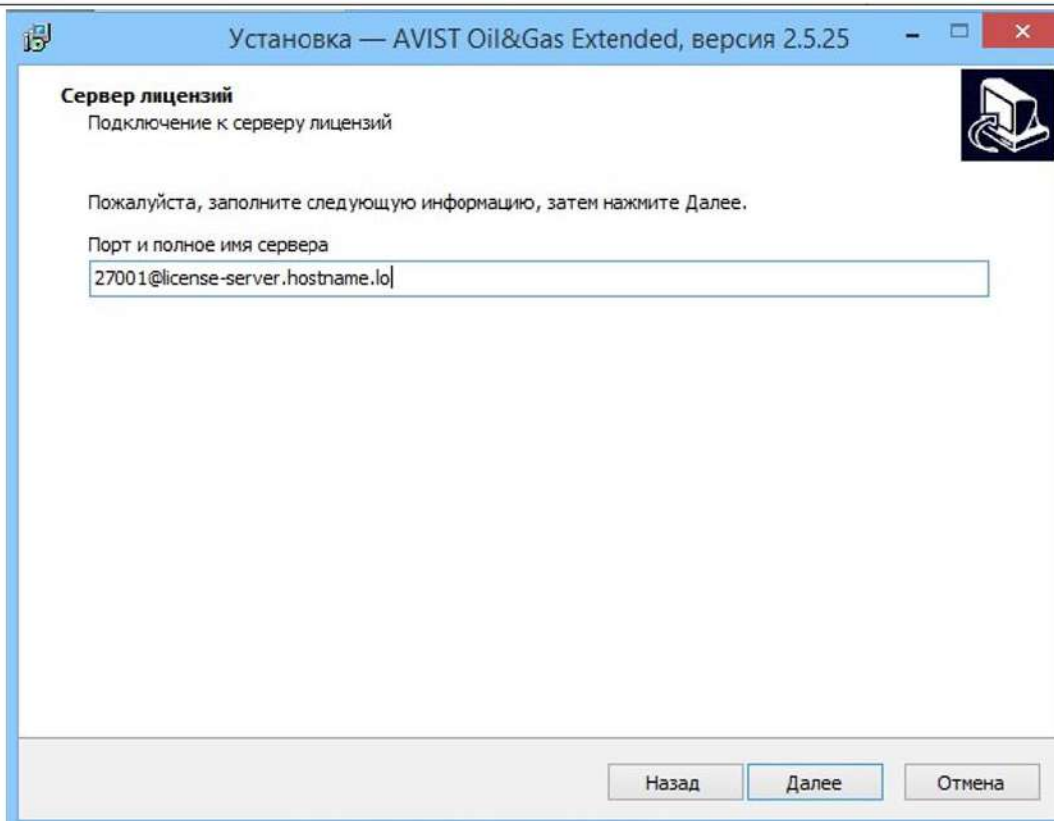 Установка — AVIST Oil&Gas Extended, версия 2.5.25
Сервер лицензий
Подключение к серверу лицензий
Пожалуйста, заполните следующую информацию, затем нажмите Далее.
Порт и полное имя сервера
27001@license-server.hostname.lo
Назад Далее Отмена